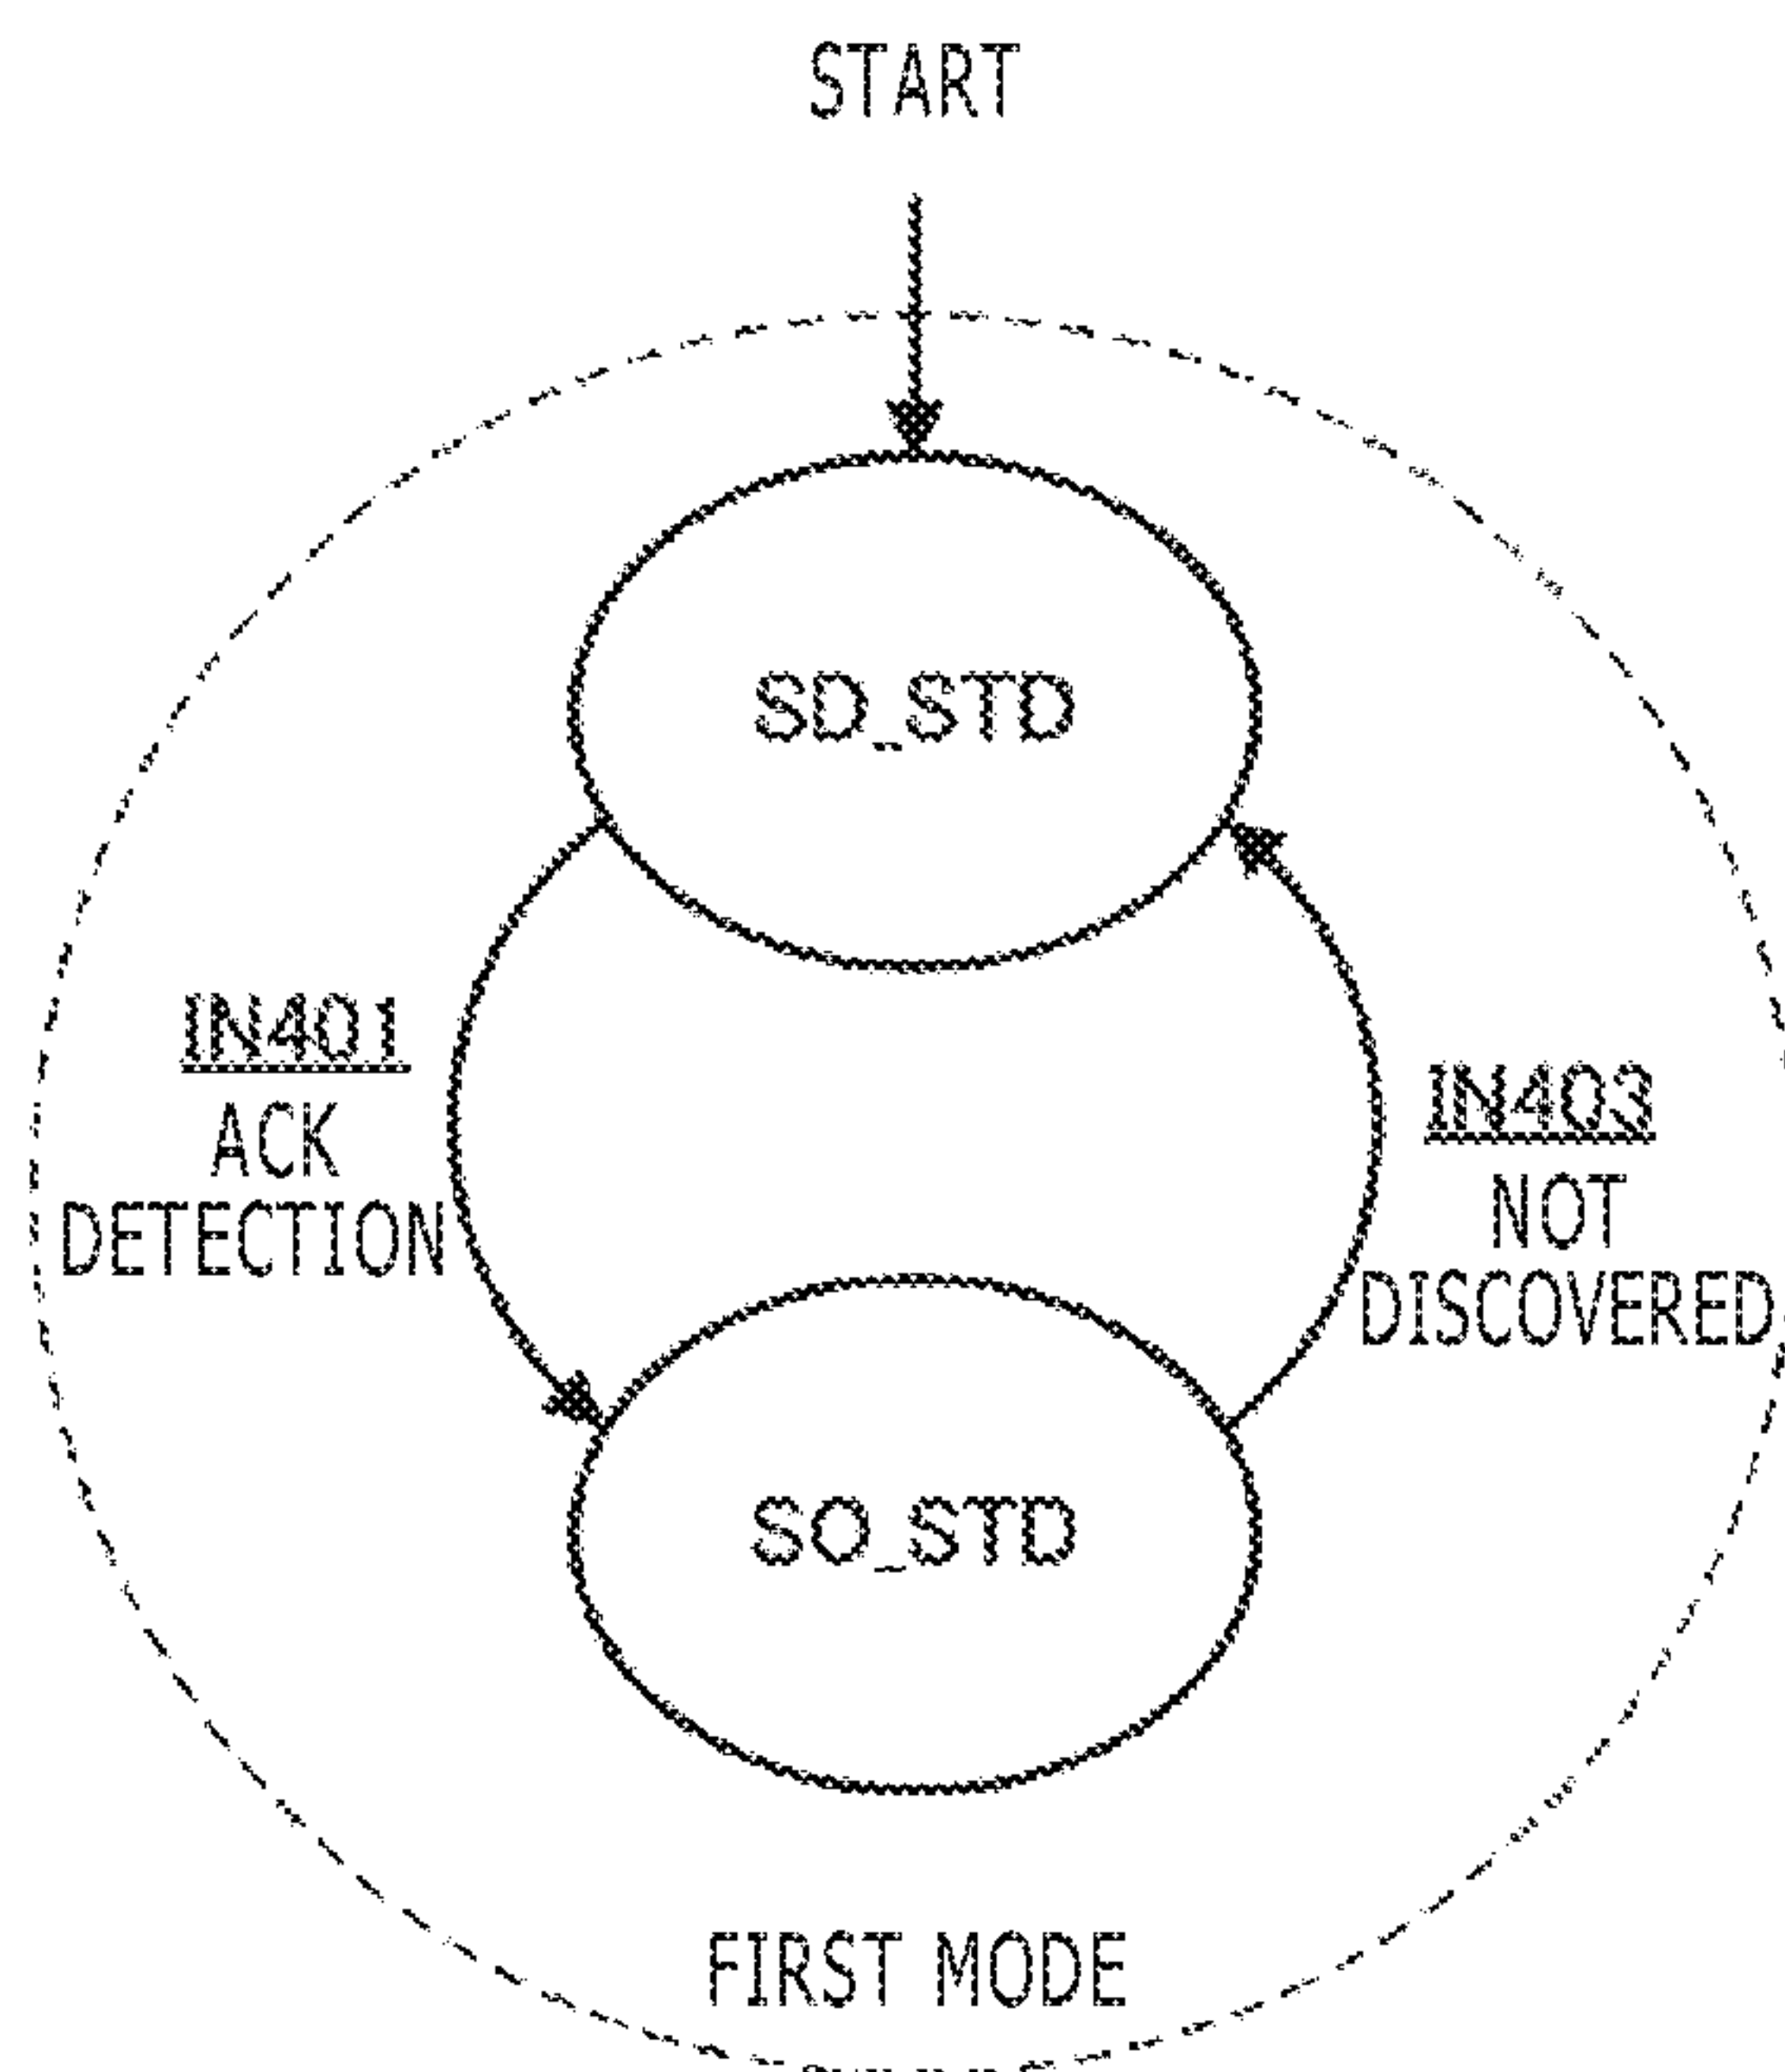 START
SD_STD
IN401
ACK
DETECTION
IN403
NOT
DISCOVERED
SO_STD
FIRST MODE